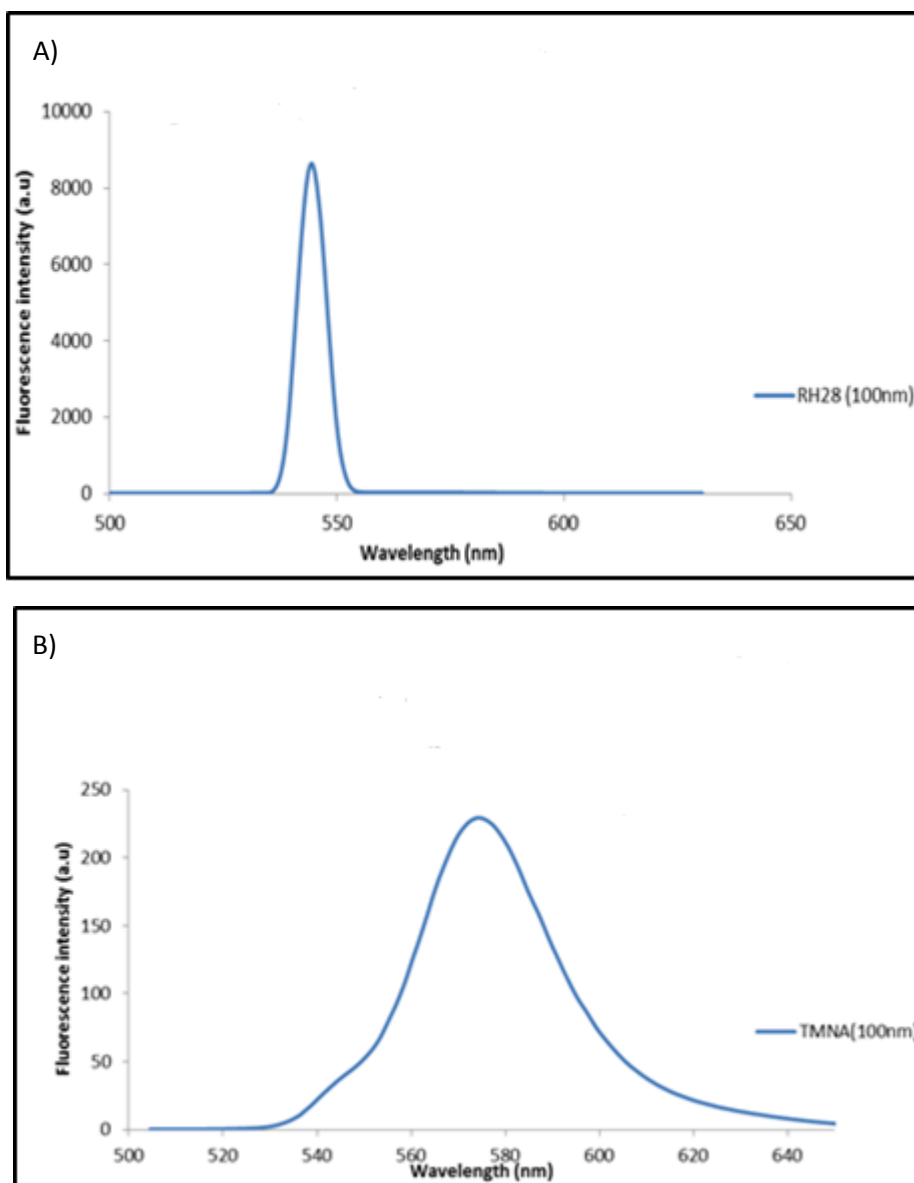 A)
10000
8000
6000
4000
2000
0
Fluorescence intensity (a.u)
500 550 600 650
Wavelength (nm)
RH28 (100nm)
B)
250
200
150
100
50
0
Fluorescence intensity (a.u)
500 520 540 560 580 600 620 640
Wavelength (nm)
TMNA(100nm)